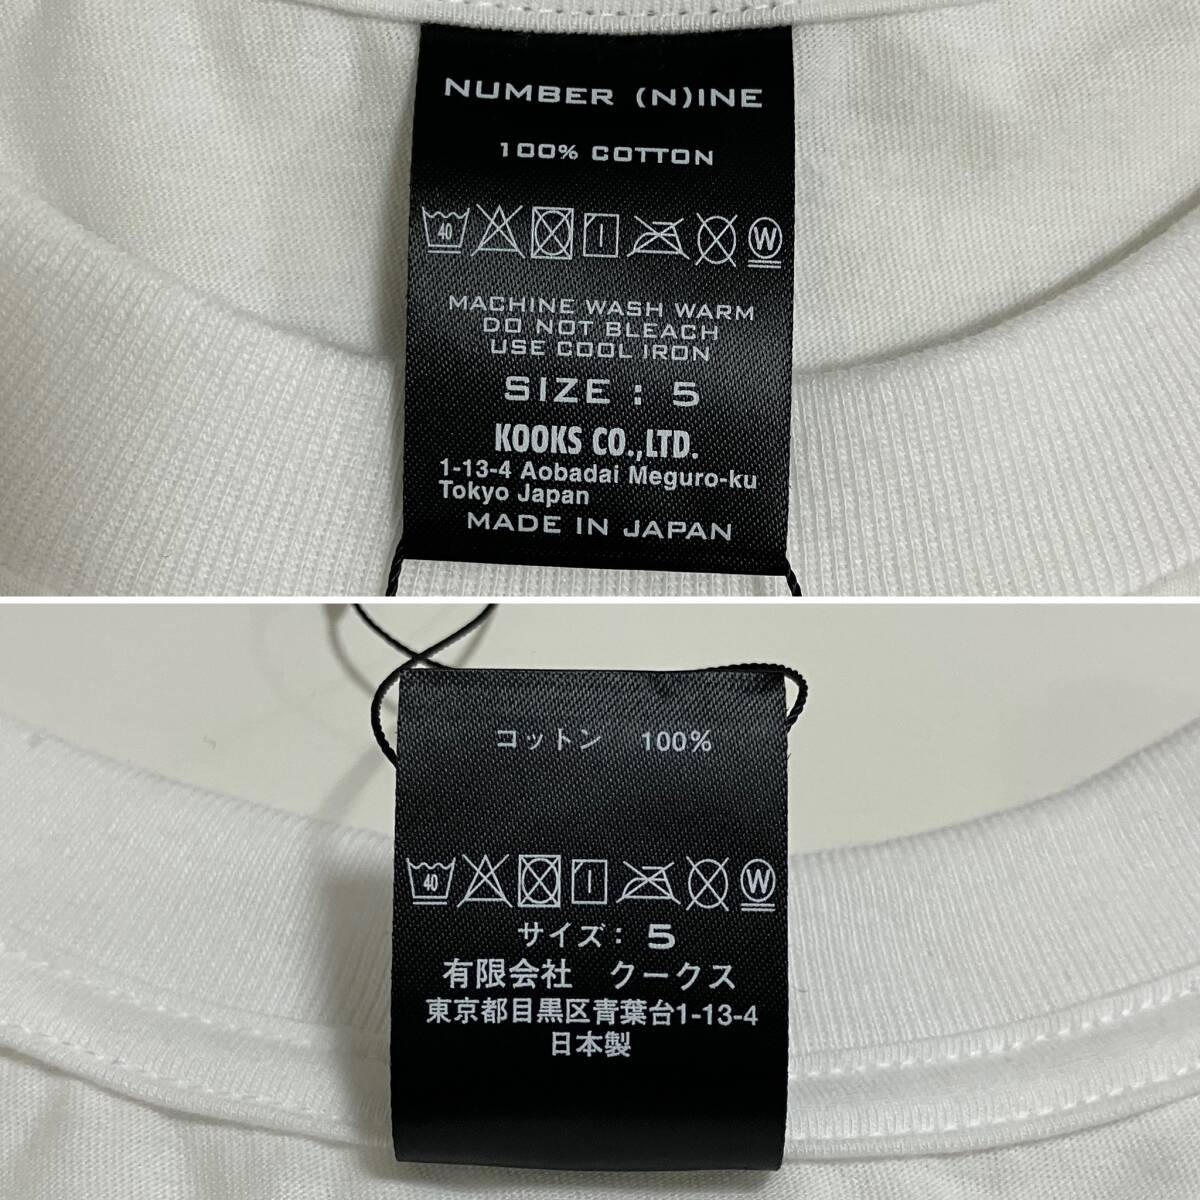 NUMBER (N)INE
100% COTTON
40 W
MACHINE WASH WARM
DO NOT BLEACH
USE COOL IRON
SIZE : 5
KOOKS CO.,LTD.
1-13-4 Aobadai Meguro-ku
Tokyo Japan
MADE IN JAPAN
コットン 100%
40 W
サイズ: 5
有限会社 クークス
東京都目黒区青葉台1-13-4
日本製